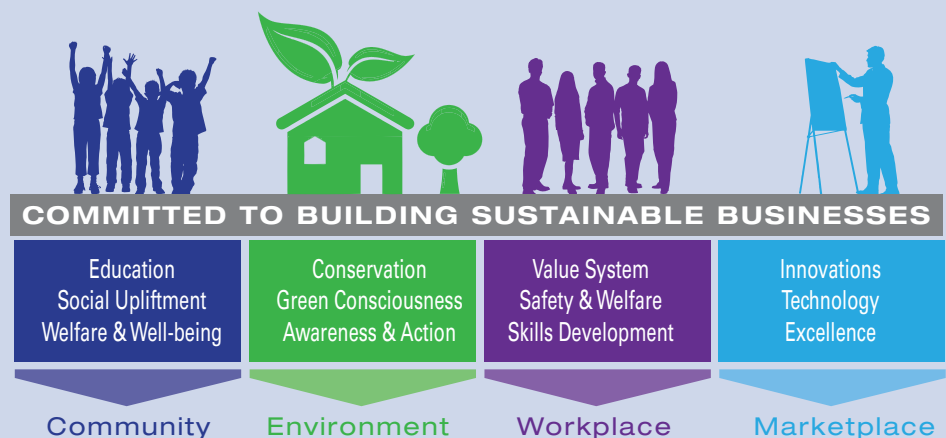 COMMITTED TO BUILDING SUSTAINABLE BUSINESSES
Education
Social Upliftment
Welfare & Well-being
Conservation
Green Consciousness
Awareness & Action
Value System
Safety & Welfare
Skills Development
Innovations
Technology
Excellence
Community
Environment
Workplace
Marketplace